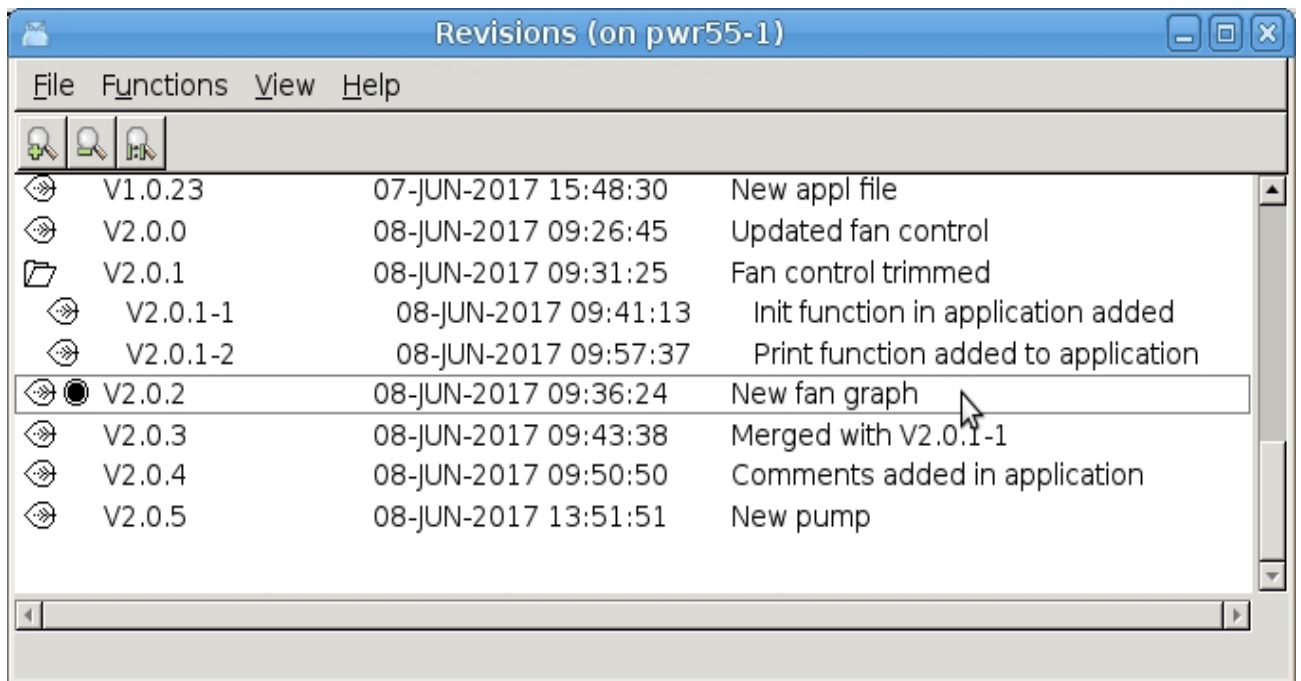 Revisions (on pwr55-1)
File Functions View Help
V1.0.23 07-JUN-2017 15:48:30 New appl file
V2.0.0 08-JUN-2017 09:26:45 Updated fan control
V2.0.1 08-JUN-2017 09:31:25 Fan control trimmed
V2.0.1-1 08-JUN-2017 09:41:13 Init function in application added
V2.0.1-2 08-JUN-2017 09:57:37 Print function added to application
V2.0.2 08-JUN-2017 09:36:24 New fan graph
V2.0.3 08-JUN-2017 09:43:38 Merged with V2.0.1-1
V2.0.4 08-JUN-2017 09:50:50 Comments added in application
V2.0.5 08-JUN-2017 13:51:51 New pump